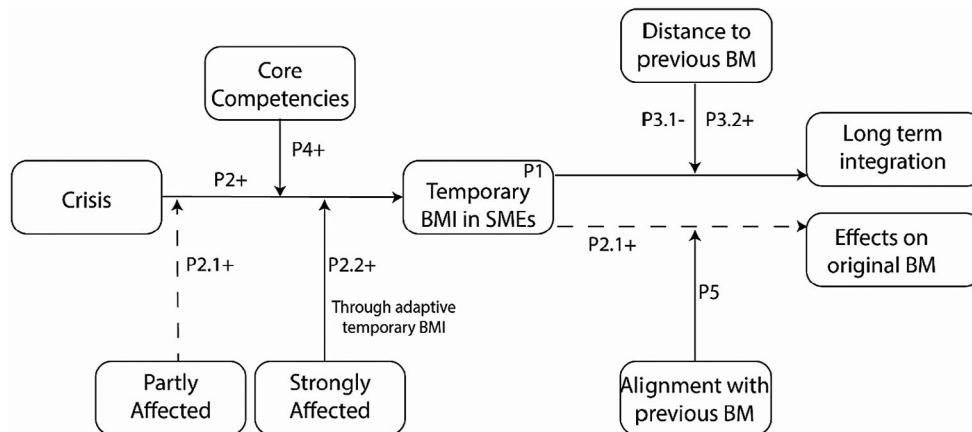 Distance to
previous BM
Core
Competencies
P3.1-
P3.2+
Long term
integration
P4+
P1
P2+
Crisis
Temporary
BMI in SMEs
Effects on
original BM
P2.1+
P2.1+
P2.2+
P5
Through adaptive
temporary BMI
Partly
Affected
Strongly
Affected
Alignment with
previous BM